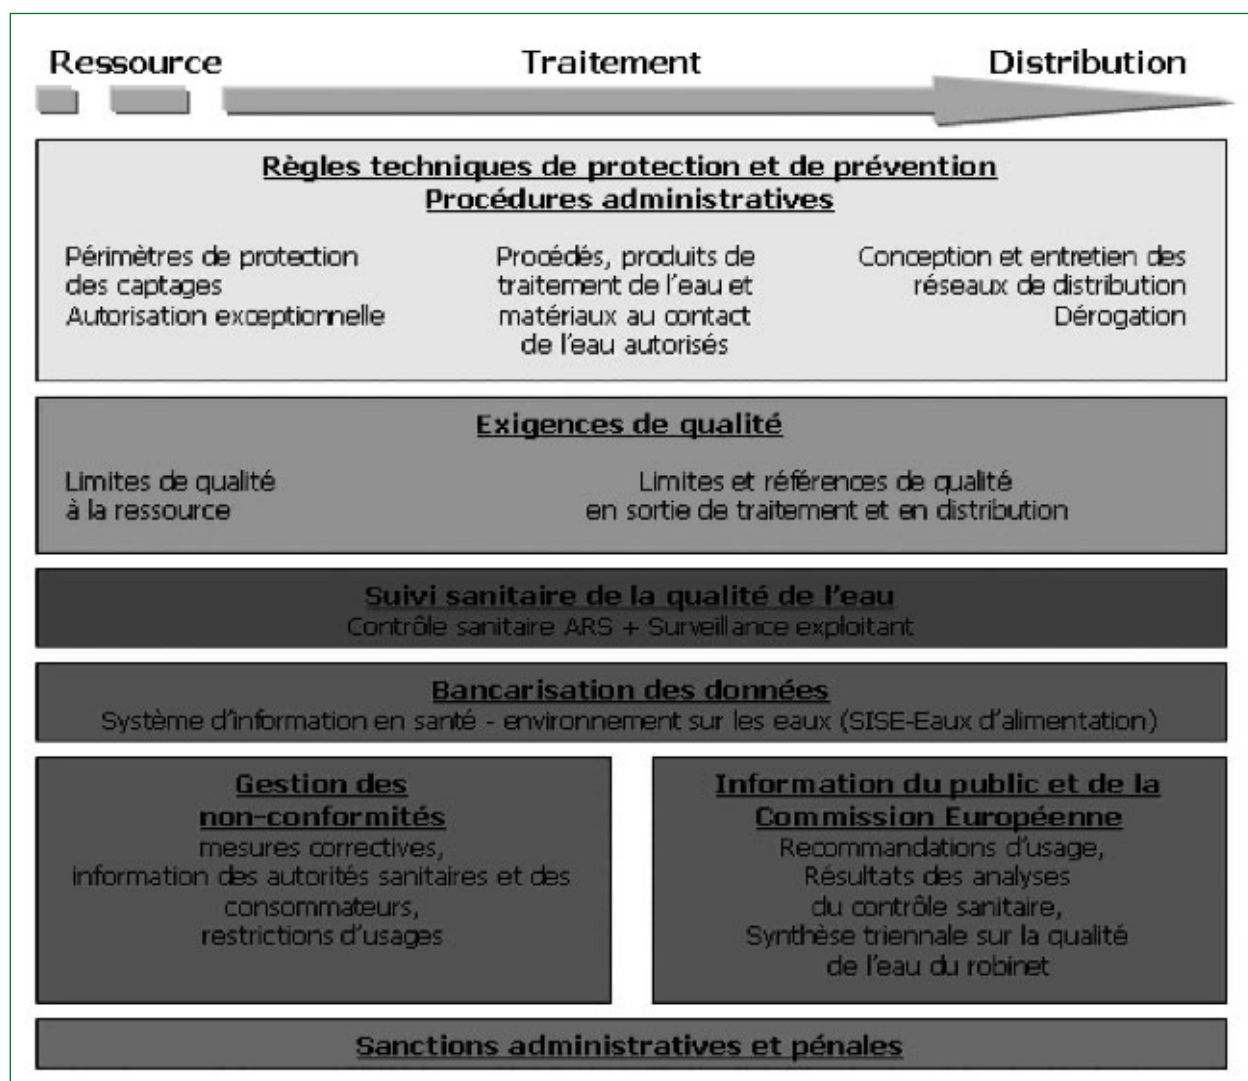 Ressource Traitement Distribution
Règles techniques de protection et de prévention
Procédures administratives
Périmètres de protection
des captages
Autorisation exceptionnelle
Procédés, produits de
traitement de l'eau et
matériaux au contact
de l'eau autorisés
Conception et entretien des
réseaux de distribution
Dérogation
Exigences de qualité
Limites de qualité
à la ressource
Limites et références de qualité
en sortie de traitement et en distribution
Suivi sanitaire de la qualité de l'eau
Contrôle sanitaire ARS + Surveillance exploitant
Bancarisation des données
Système d'information en santé - environnement sur les eaux (SISE-Eaux d'alimentation)
Gestion des
non-conformités
mesures correctives,
information des autorités sanitaires et des
consommateurs,
restrictions d'usages
Information du public et de la
Commission Européenne
Recommandations d'usage,
Résultats des analyses
du contrôle sanitaire,
Synthèse triennale sur la qualité
de l'eau du robinet
Sanctions administratives et pénales